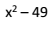 x² – 49